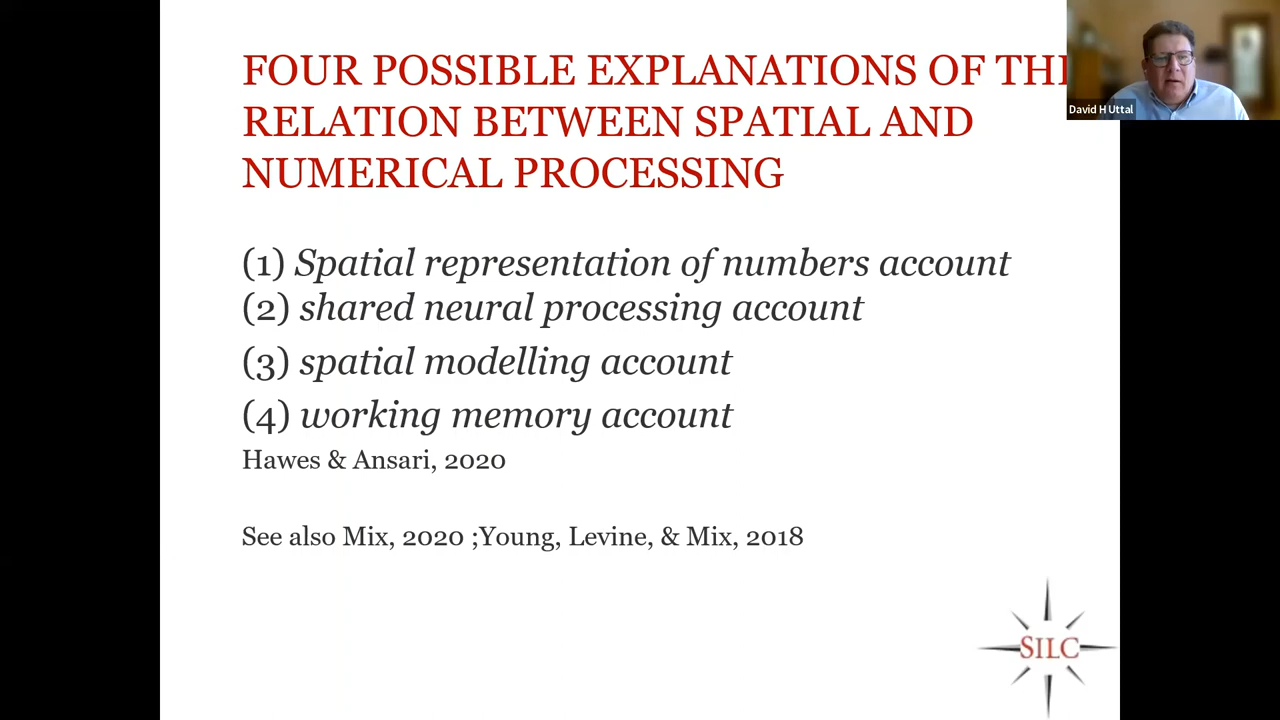 FOUR POSSIBLE EXPLANATIONS OF TH
RELATION BETWEEN SPATIAL AND
NUMERICAL PROCESSING
(1) Spatial representation of numbers account
(2) shared neural processing account
(3) spatial modelling account
(4) working memory account
Hawes & Ansari, 2020
See also Mix, 2020 ;Young, Levine, & Mix, 2018
SILC
David H Uttal